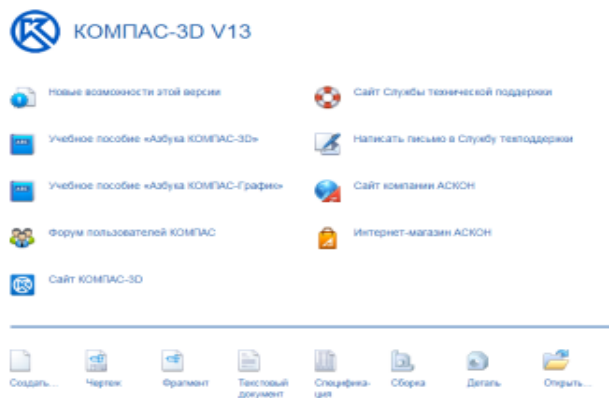 КОМПАС-3D V13
Новые возможности этой версии
Сайт Службы технической поддержки
Учебное пособие «Азбука КОМПАС-3D»
Написать письмо в Службу техподдержки
Учебное пособие «Азбука КОМПАС-График»
Сайт компании АСКОН
Форум пользователей КОМПАС
Интернет-магазин АСКОН
Сайт КОМПАС-3D
Создать...
Чертеж
Фрагмент
Текстовый
документ
Специфика-
ция
Сборка
Деталь
Открыть...